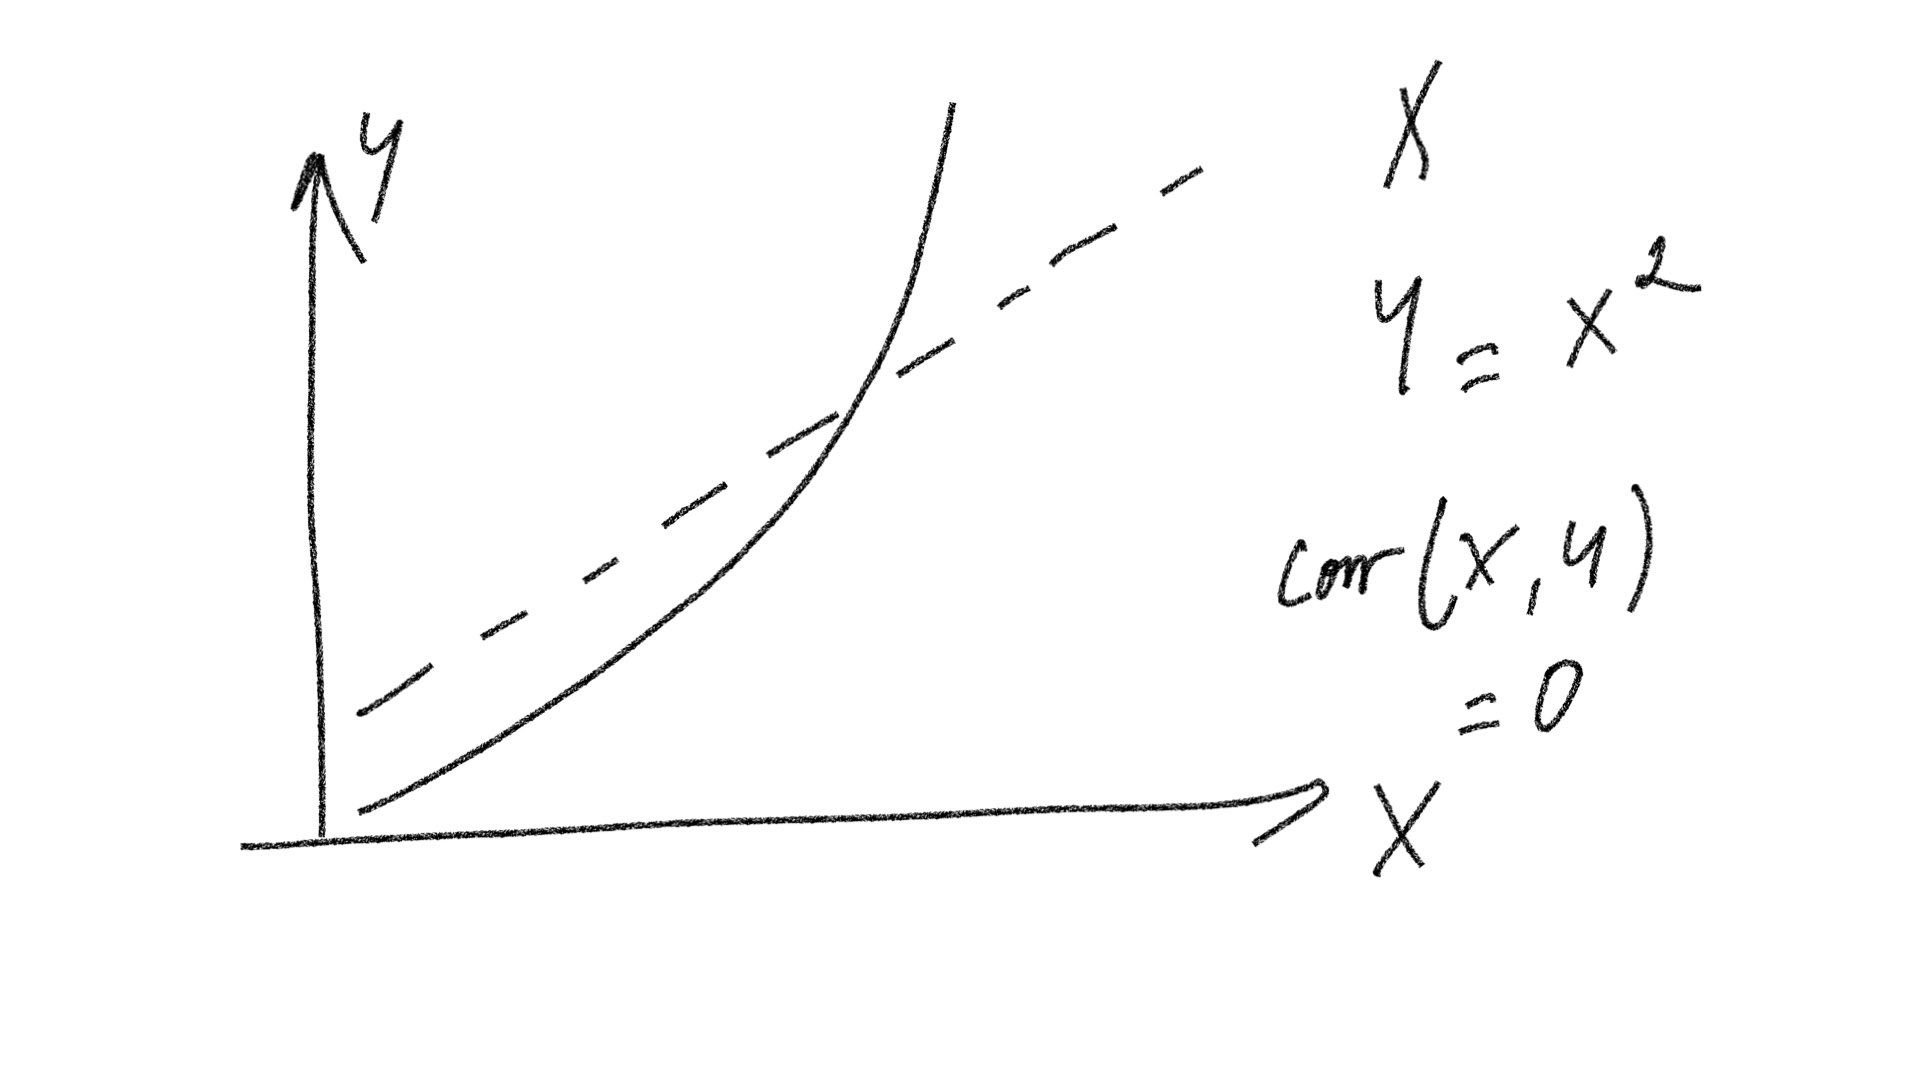 y
X
y = x²
Corr(x,y)
= 0
X